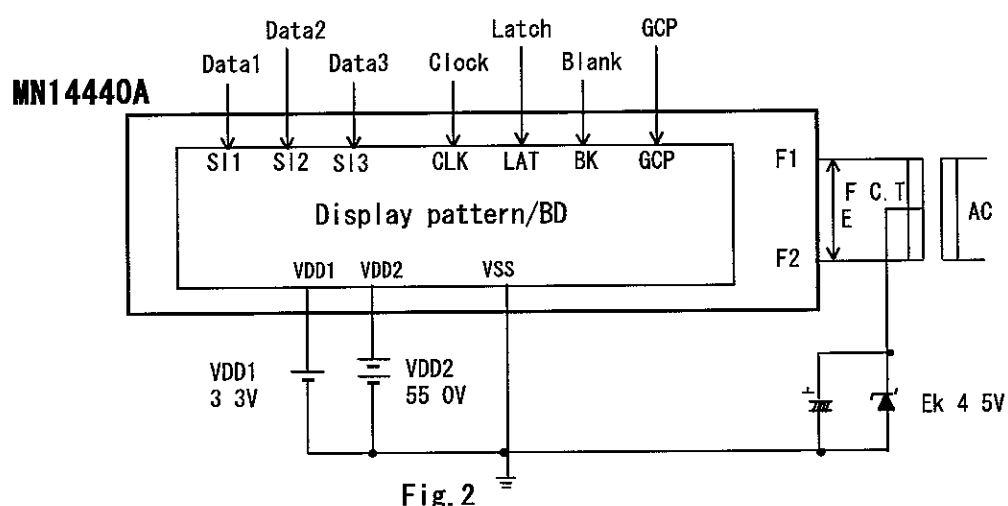 Data2 Latch GCP
Data1 Data3 Clock Blank
MN14440A
SI1 SI2 SI3 CLK LAT BK GCP
F1
F C.T
E
AC
Display pattern/BD
F2
VDD1 VDD2 VSS
VDD1
3 3V
VDD2
55 0V
Ek 4 5V
Fig.2